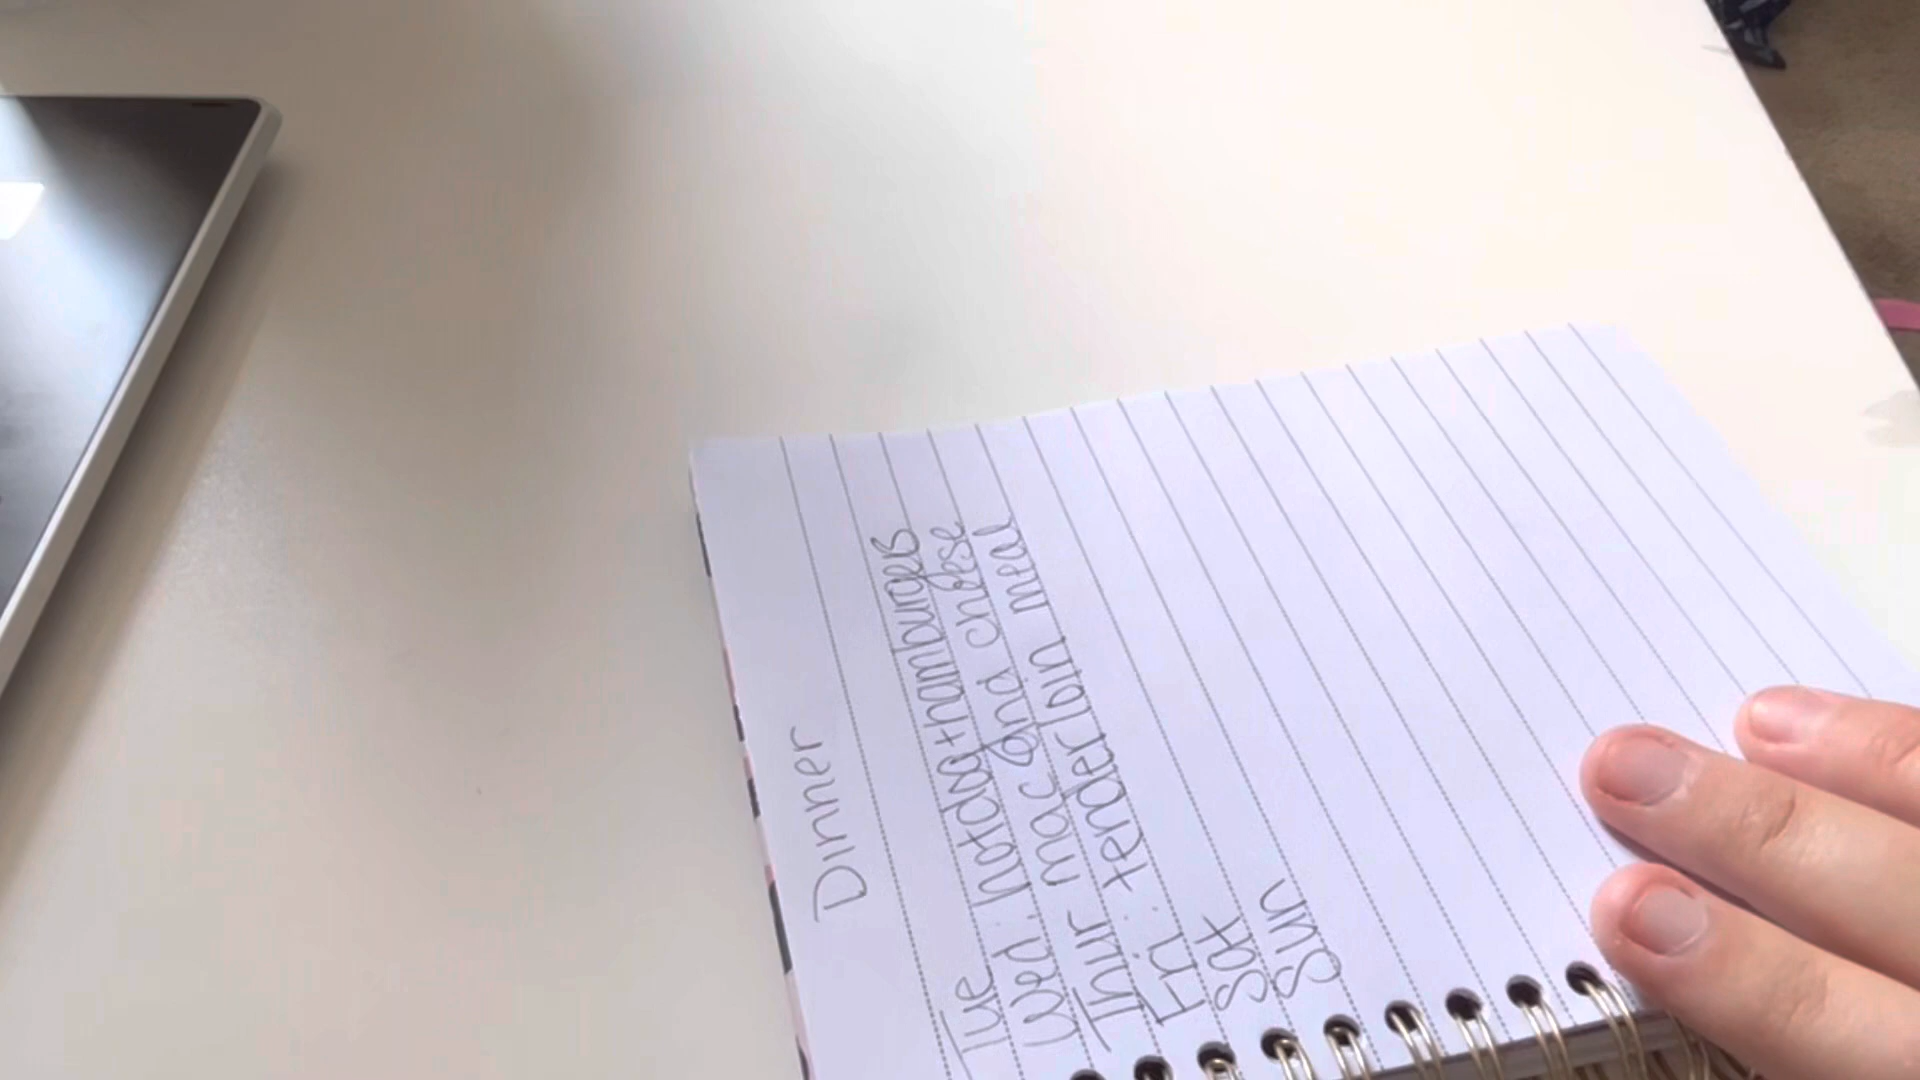 Dinner
Tue
Wed. hotdog+hamburgers
Thur mac and cheese
Fri. tenderloin meal
Sat
Sun